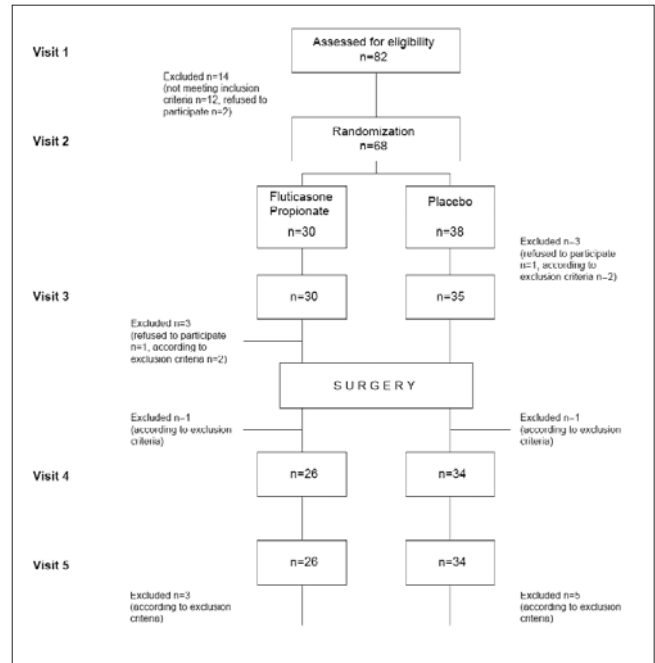 Visit 1
Assessed for eligibility
n=82
Excluded n=14
(not meeting inclusion
criteria n=12, refused to
participate n=2)
Visit 2
Randomization
n=68
Fluticasone
Propionate
n=30
Placebo
n=38
Excluded n=3
(refused to participate
n=1, according to
exclusion criteria n=2)
Visit 3
n=30
n=35
Excluded n=3
(refused to participate
n=1, according to
exclusion criteria n=2)
SURGERY
Excluded n=1
(according to exclusion
criteria)
Excluded n=1
(according to exclusion
criteria)
Visit 4
n=26
n=34
Visit 5
n=26
n=34
Excluded n=3
(according to exclusion
criteria)
Excluded n=5
(according to exclusion
criteria)